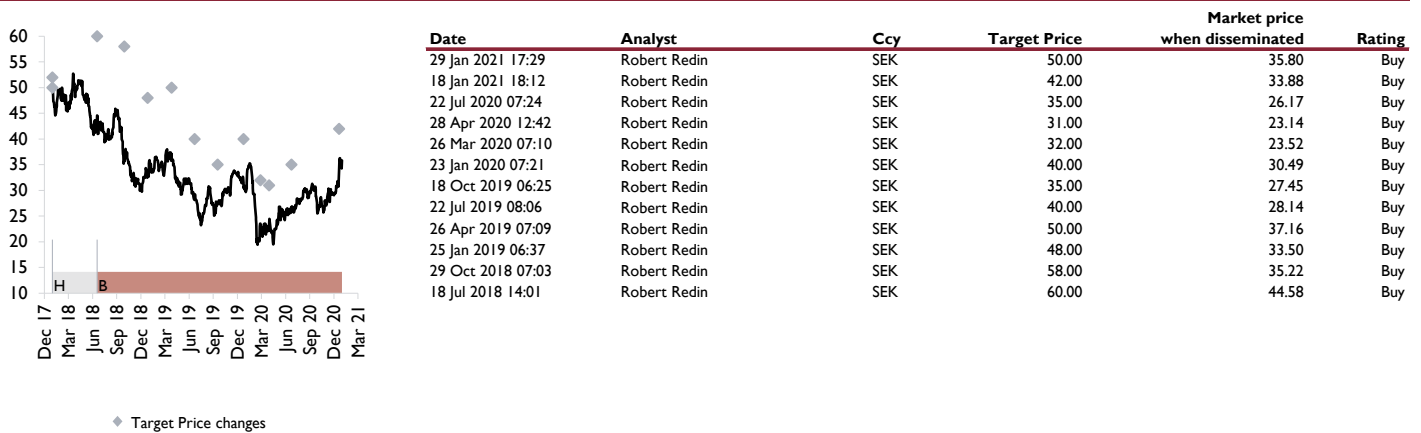 60
55
50
45
40
35
30
25
20
15
10
H
B
Dec 17
Mar 18
Jun 18
Sep 18
Dec 18
Mar 19
Jun 19
Sep 19
Dec 19
Mar 20
Jun 20
Sep 20
Dec 20
Mar 21
Target Price changes
Market price
Date Analyst Ccy Target Price when disseminated Rating
29 Jan 2021 17:29 Robert Redin SEK 50.00 35.80 Buy
18 Jan 2021 18:12 Robert Redin SEK 42.00 33.88 Buy
22 Jul 2020 07:24 Robert Redin SEK 35.00 26.17 Buy
28 Apr 2020 12:42 Robert Redin SEK 31.00 23.14 Buy
26 Mar 2020 07:10 Robert Redin SEK 32.00 23.52 Buy
23 Jan 2020 07:21 Robert Redin SEK 40.00 30.49 Buy
18 Oct 2019 06:25 Robert Redin SEK 35.00 27.45 Buy
22 Jul 2019 08:06 Robert Redin SEK 40.00 28.14 Buy
26 Apr 2019 07:09 Robert Redin SEK 50.00 37.16 Buy
25 Jan 2019 06:37 Robert Redin SEK 48.00 33.50 Buy
29 Oct 2018 07:03 Robert Redin SEK 58.00 35.22 Buy
18 Jul 2018 14:01 Robert Redin SEK 60.00 44.58 Buy